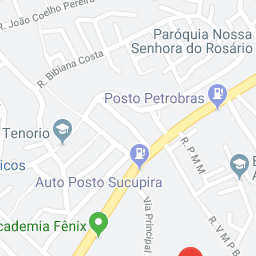 R. João Coelho Pereira
Paróquia Nossa
Senhora do Rosário
R. Bibiana Costa
Posto Petrobras
Tenorio
R. PMM
icos
Auto Posto Sucupira
Via Principal
R. VMPB
cademia Fênix